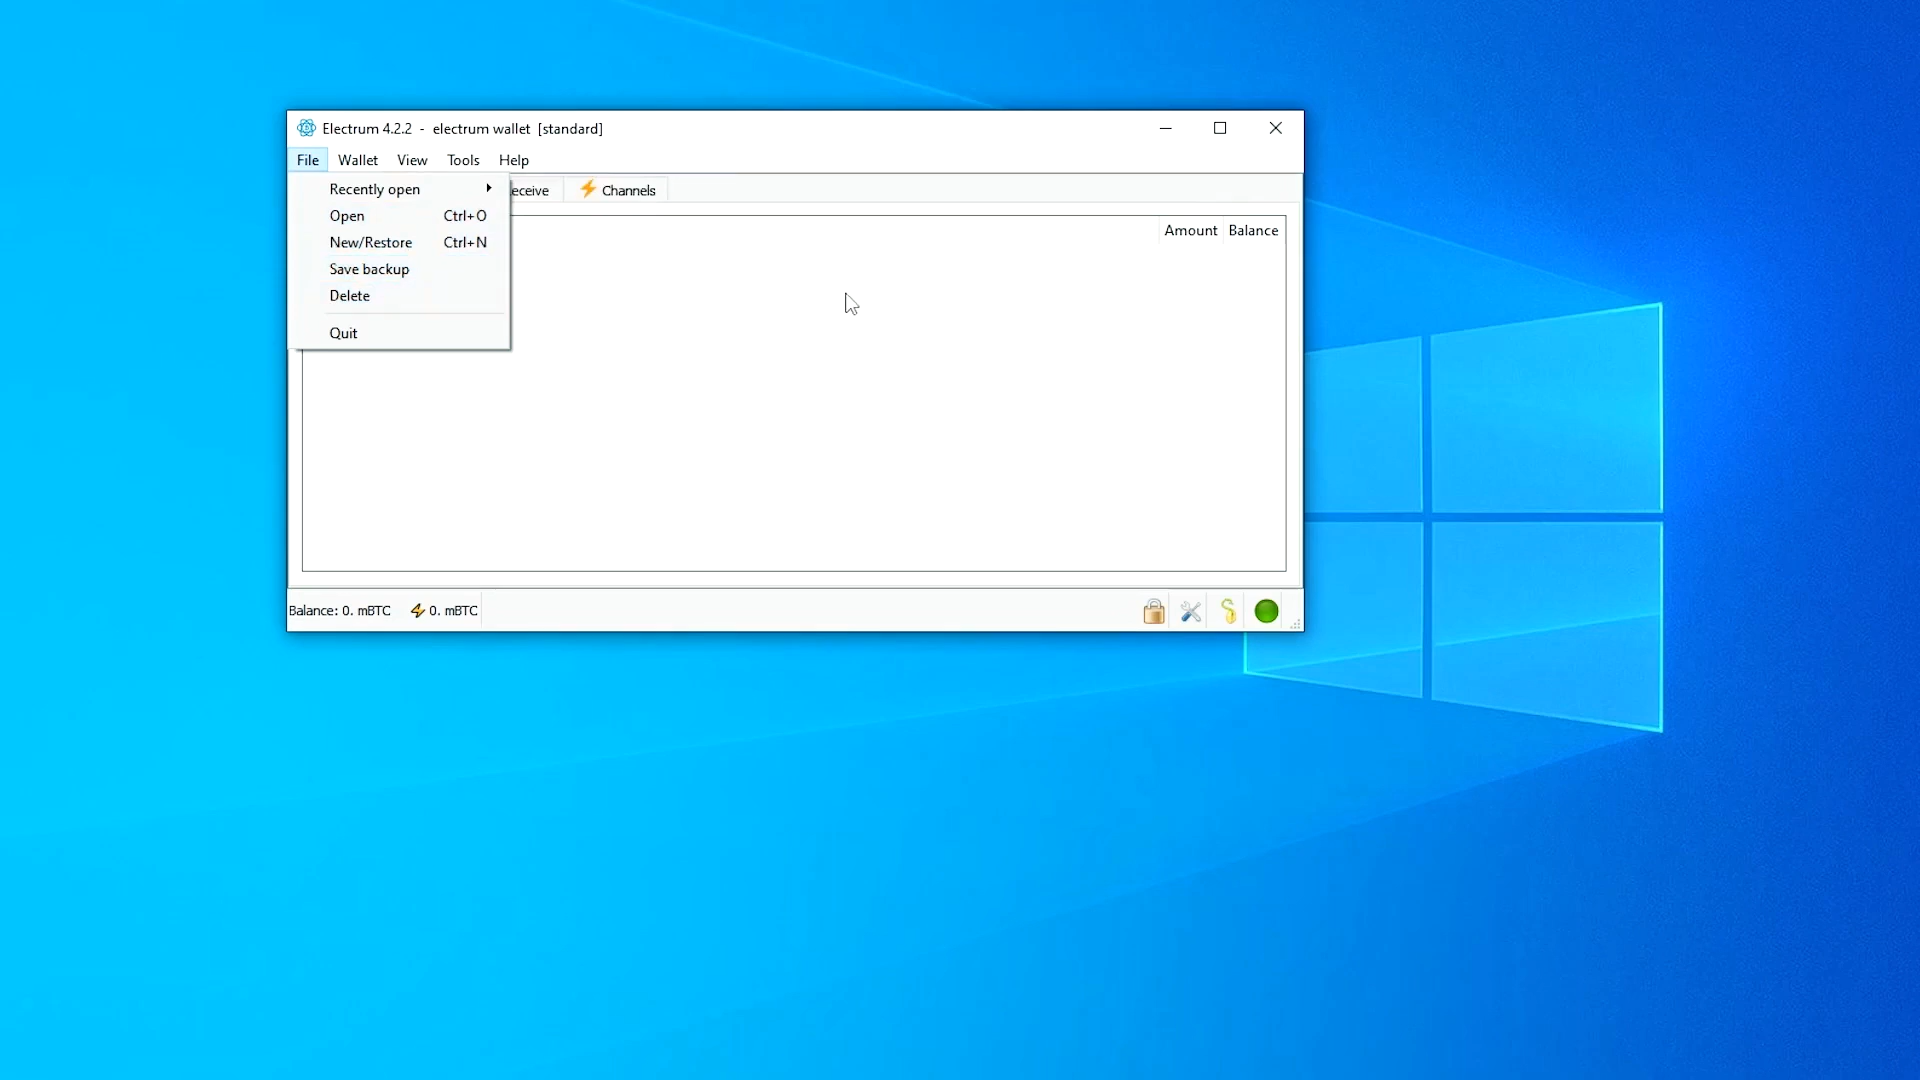 Electrum 4.2.2 - electrum wallet [standard]
File Wallet View Tools Help
Recently open
eceive Channels
Open Ctrl+O
Amount Balance
New/Restore Ctrl+N
Save backup
Delete
Quit
Balance: 0. mBTC 0. mBTC